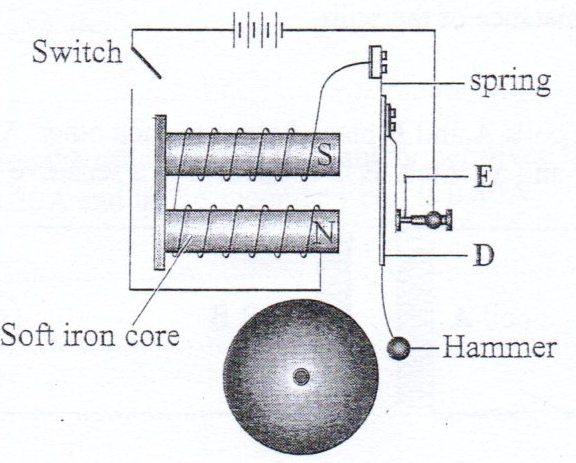 Switch
spring
S
E
N
D
Soft iron core
Hammer